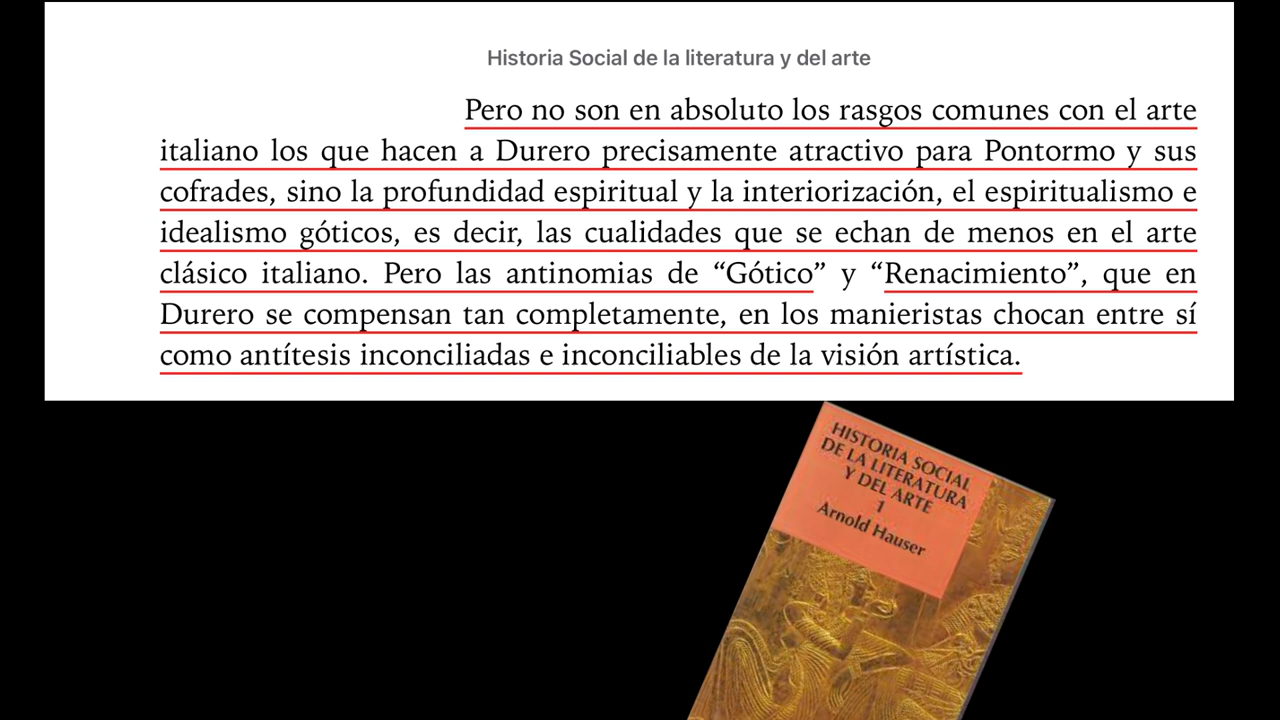 Historia Social de la literatura y del arte
Pero no son en absoluto los rasgos comunes con el arte
italiano los que hacen a Durero precisamente atractivo para Pontormo y sus
cofrades, sino la profundidad espiritual y la interiorización, el espiritualismo e
idealismo góticos, es decir, las cualidades que se echan de menos en el arte
clásico italiano. Pero las antinomias de “Gótico” y “Renacimiento”, que en
Durero se compensan tan completamente, en los manieristas chocan entre sí
como antítesis inconciliadas e inconciliables de la visión artística.
HISTORIA SOCIAL
DE LA LITERATURA
Y DEL ARTE
1
Arnold Hauser